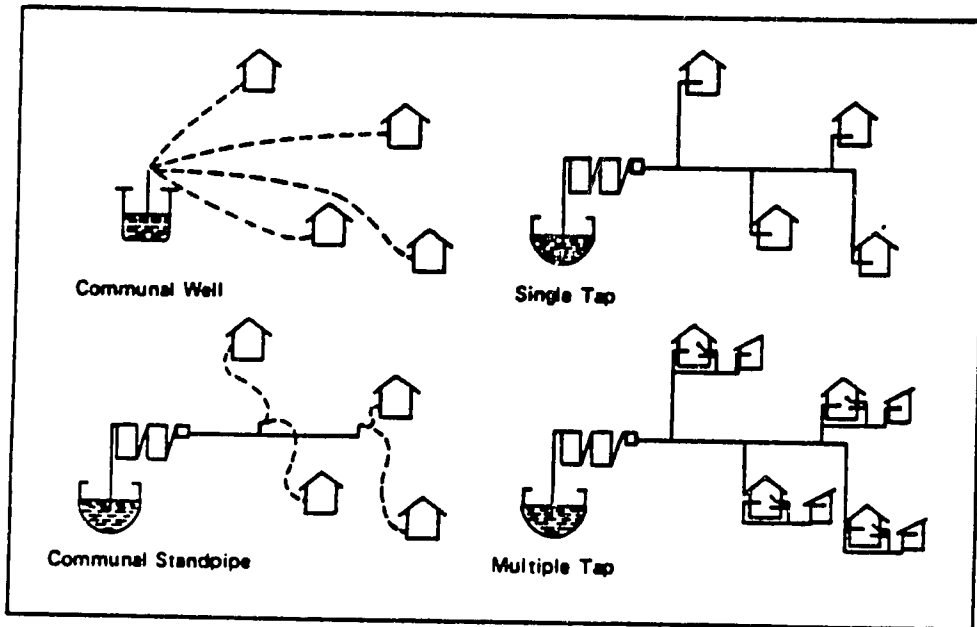 Communal Well
Single Tap
Communal Standpipe
Multiple Tap